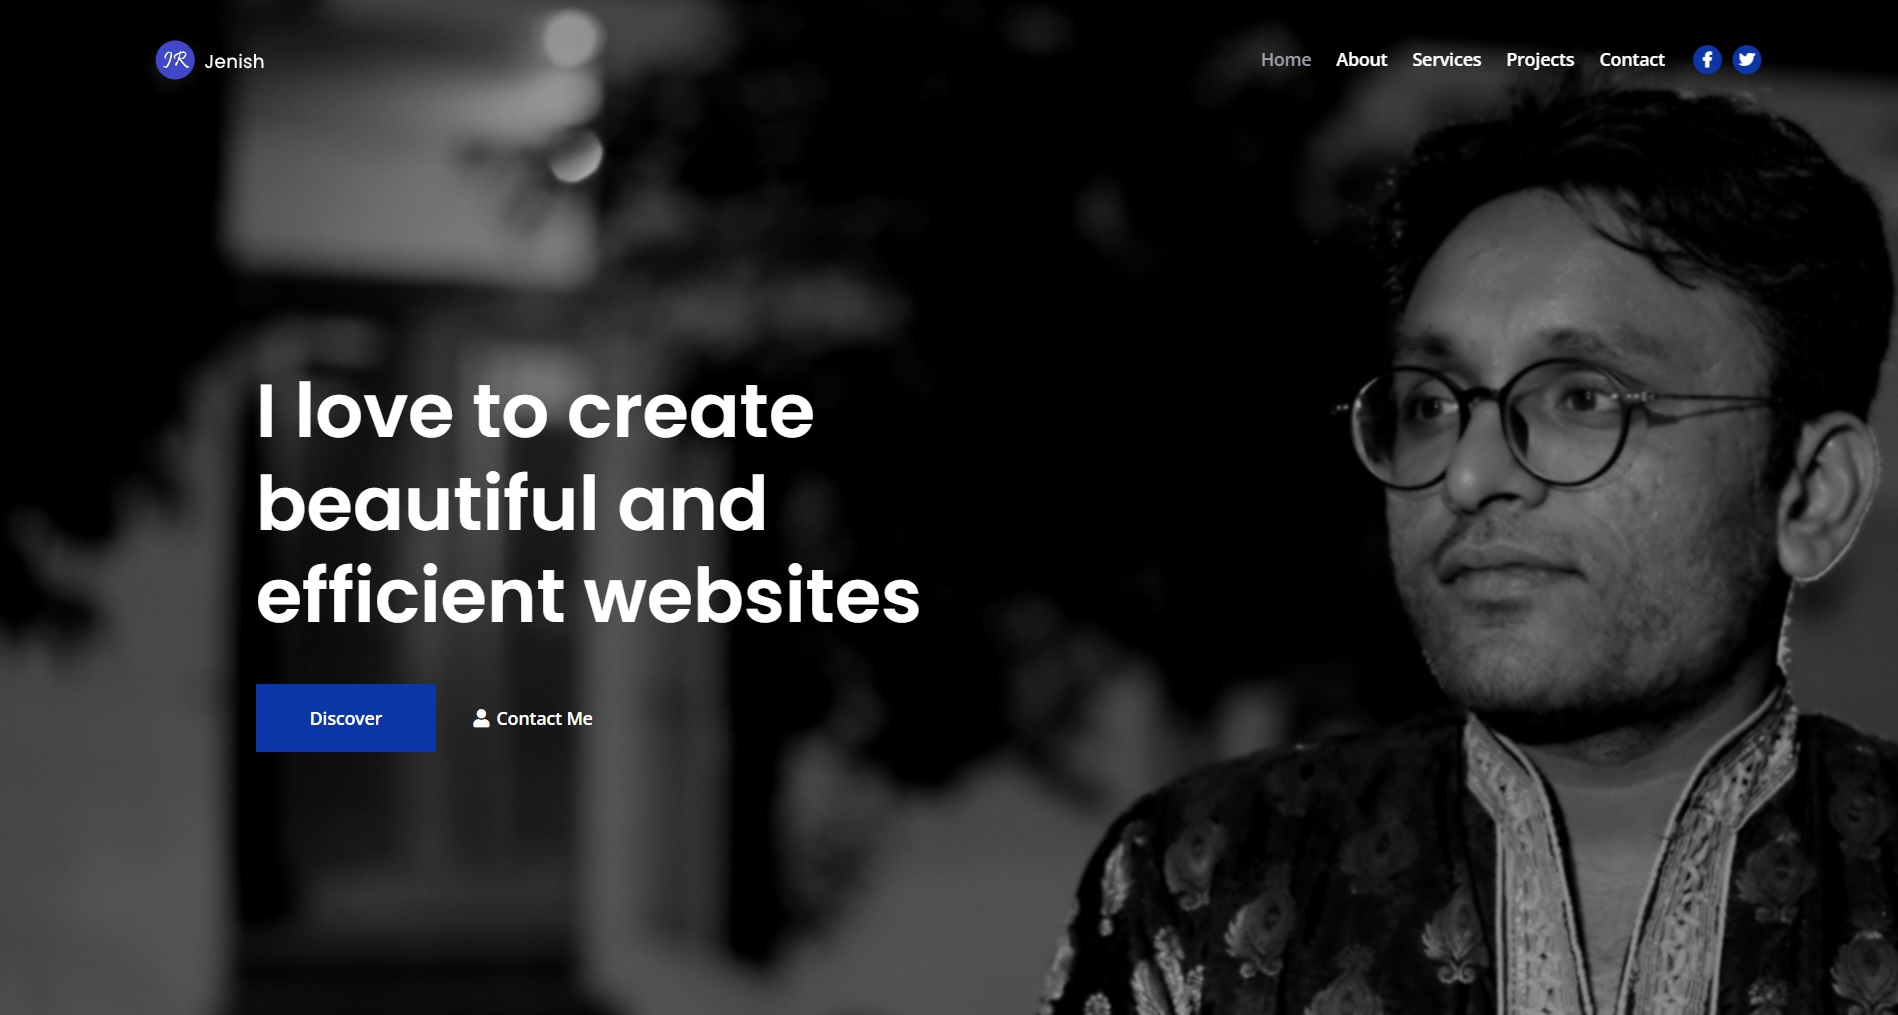 JR Jenish
Home About Services Projects Contact
I love to create
beautiful and
efficient websites
Discover Contact Me